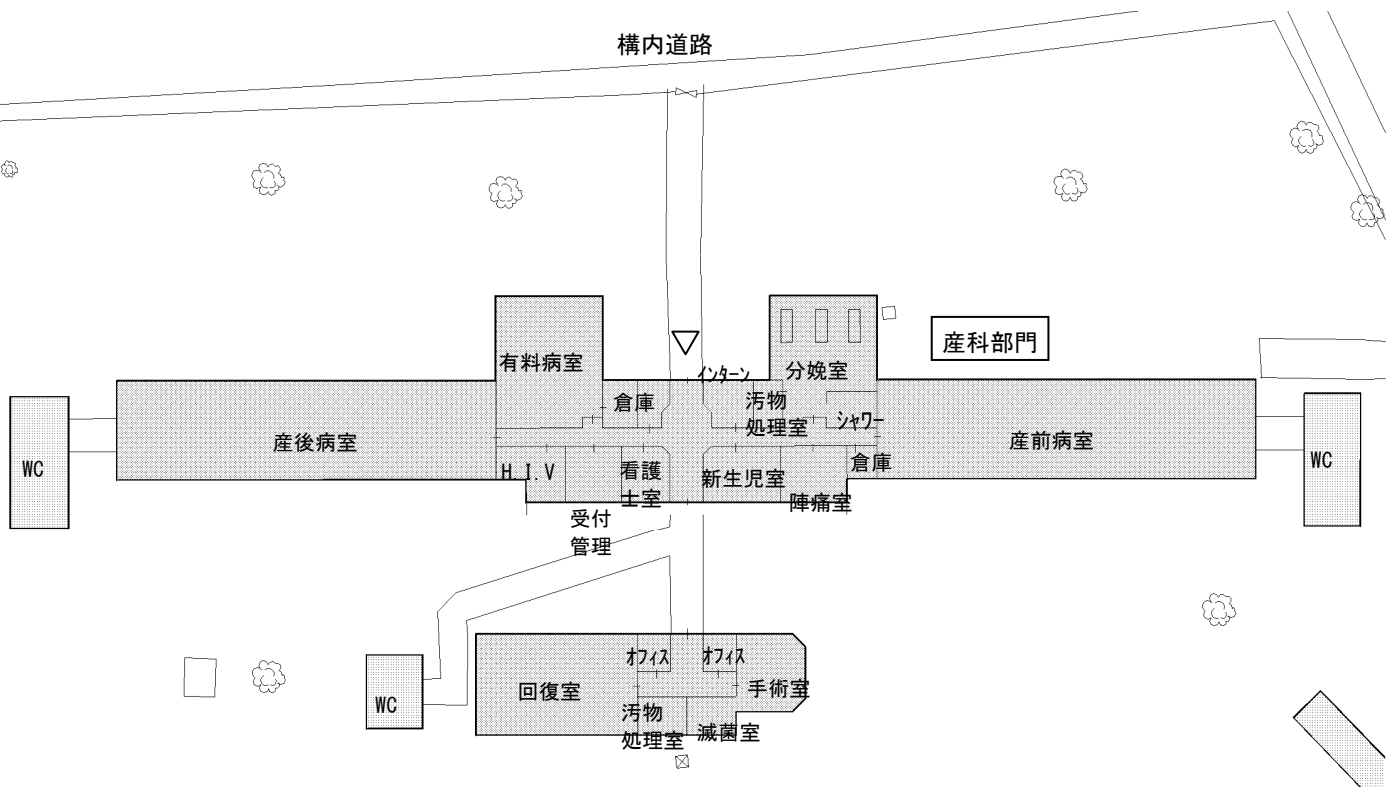 構内道路
産科部門
有料病室
インターン
分娩室
倉庫
汚物
処理室
シャワー
産後病室
産前病室
WC
WC
H.I.V
看護
士室
新生児室
倉庫
陣痛室
受付
管理
オフィス
オフィス
回復室
手術室
WC
汚物
処理室
滅菌室